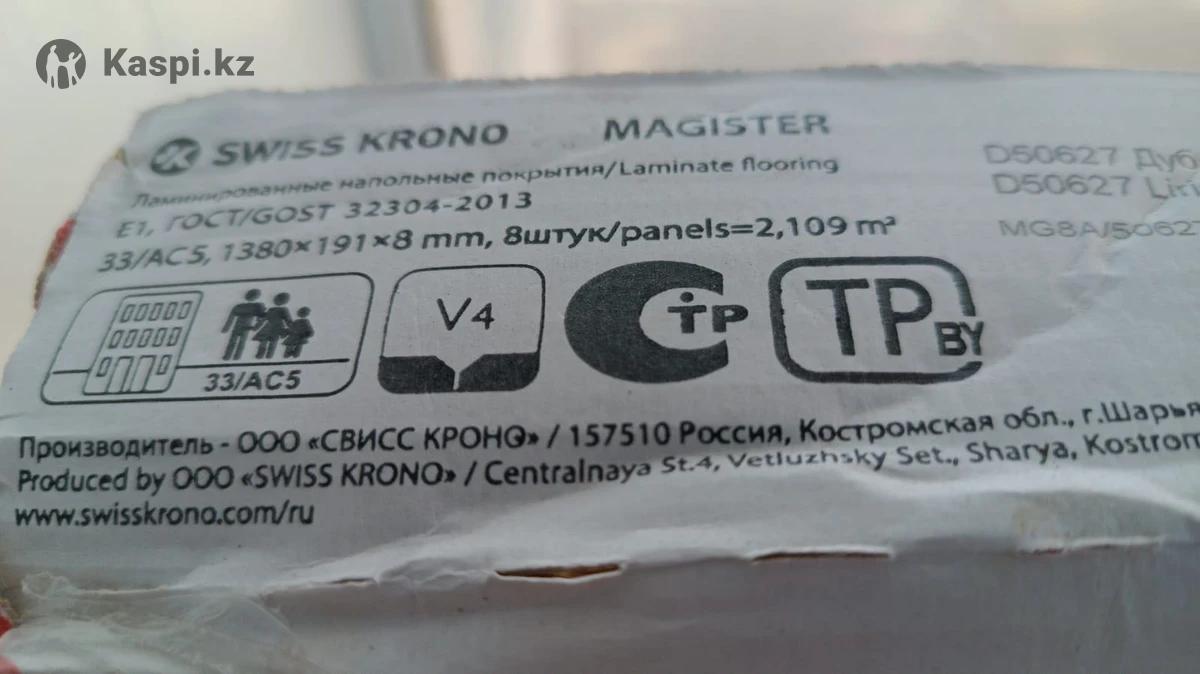 Kaspi.kz
SWISS KRONO MAGISTER
Ламинированные напольные покрытия/Laminate flooring
E1, ГОСТ/GOST 32304-2013
33/AC5, 1380×191×8 mm, 8штук/panels=2,109 m²
D50627 Дуб
D50627
MG8A/5062
33/AC5
V4
TP
TP BY
Производитель - ООО «СВИСС КРОНО» / 157510 Россия, Костромская обл., г.Шарья
Produced by OOO «SWISS KRONO» / Centralnaya St.4, Vetluzhsky Set., Sharya, Kostrom
www.swisskrono.com/ru